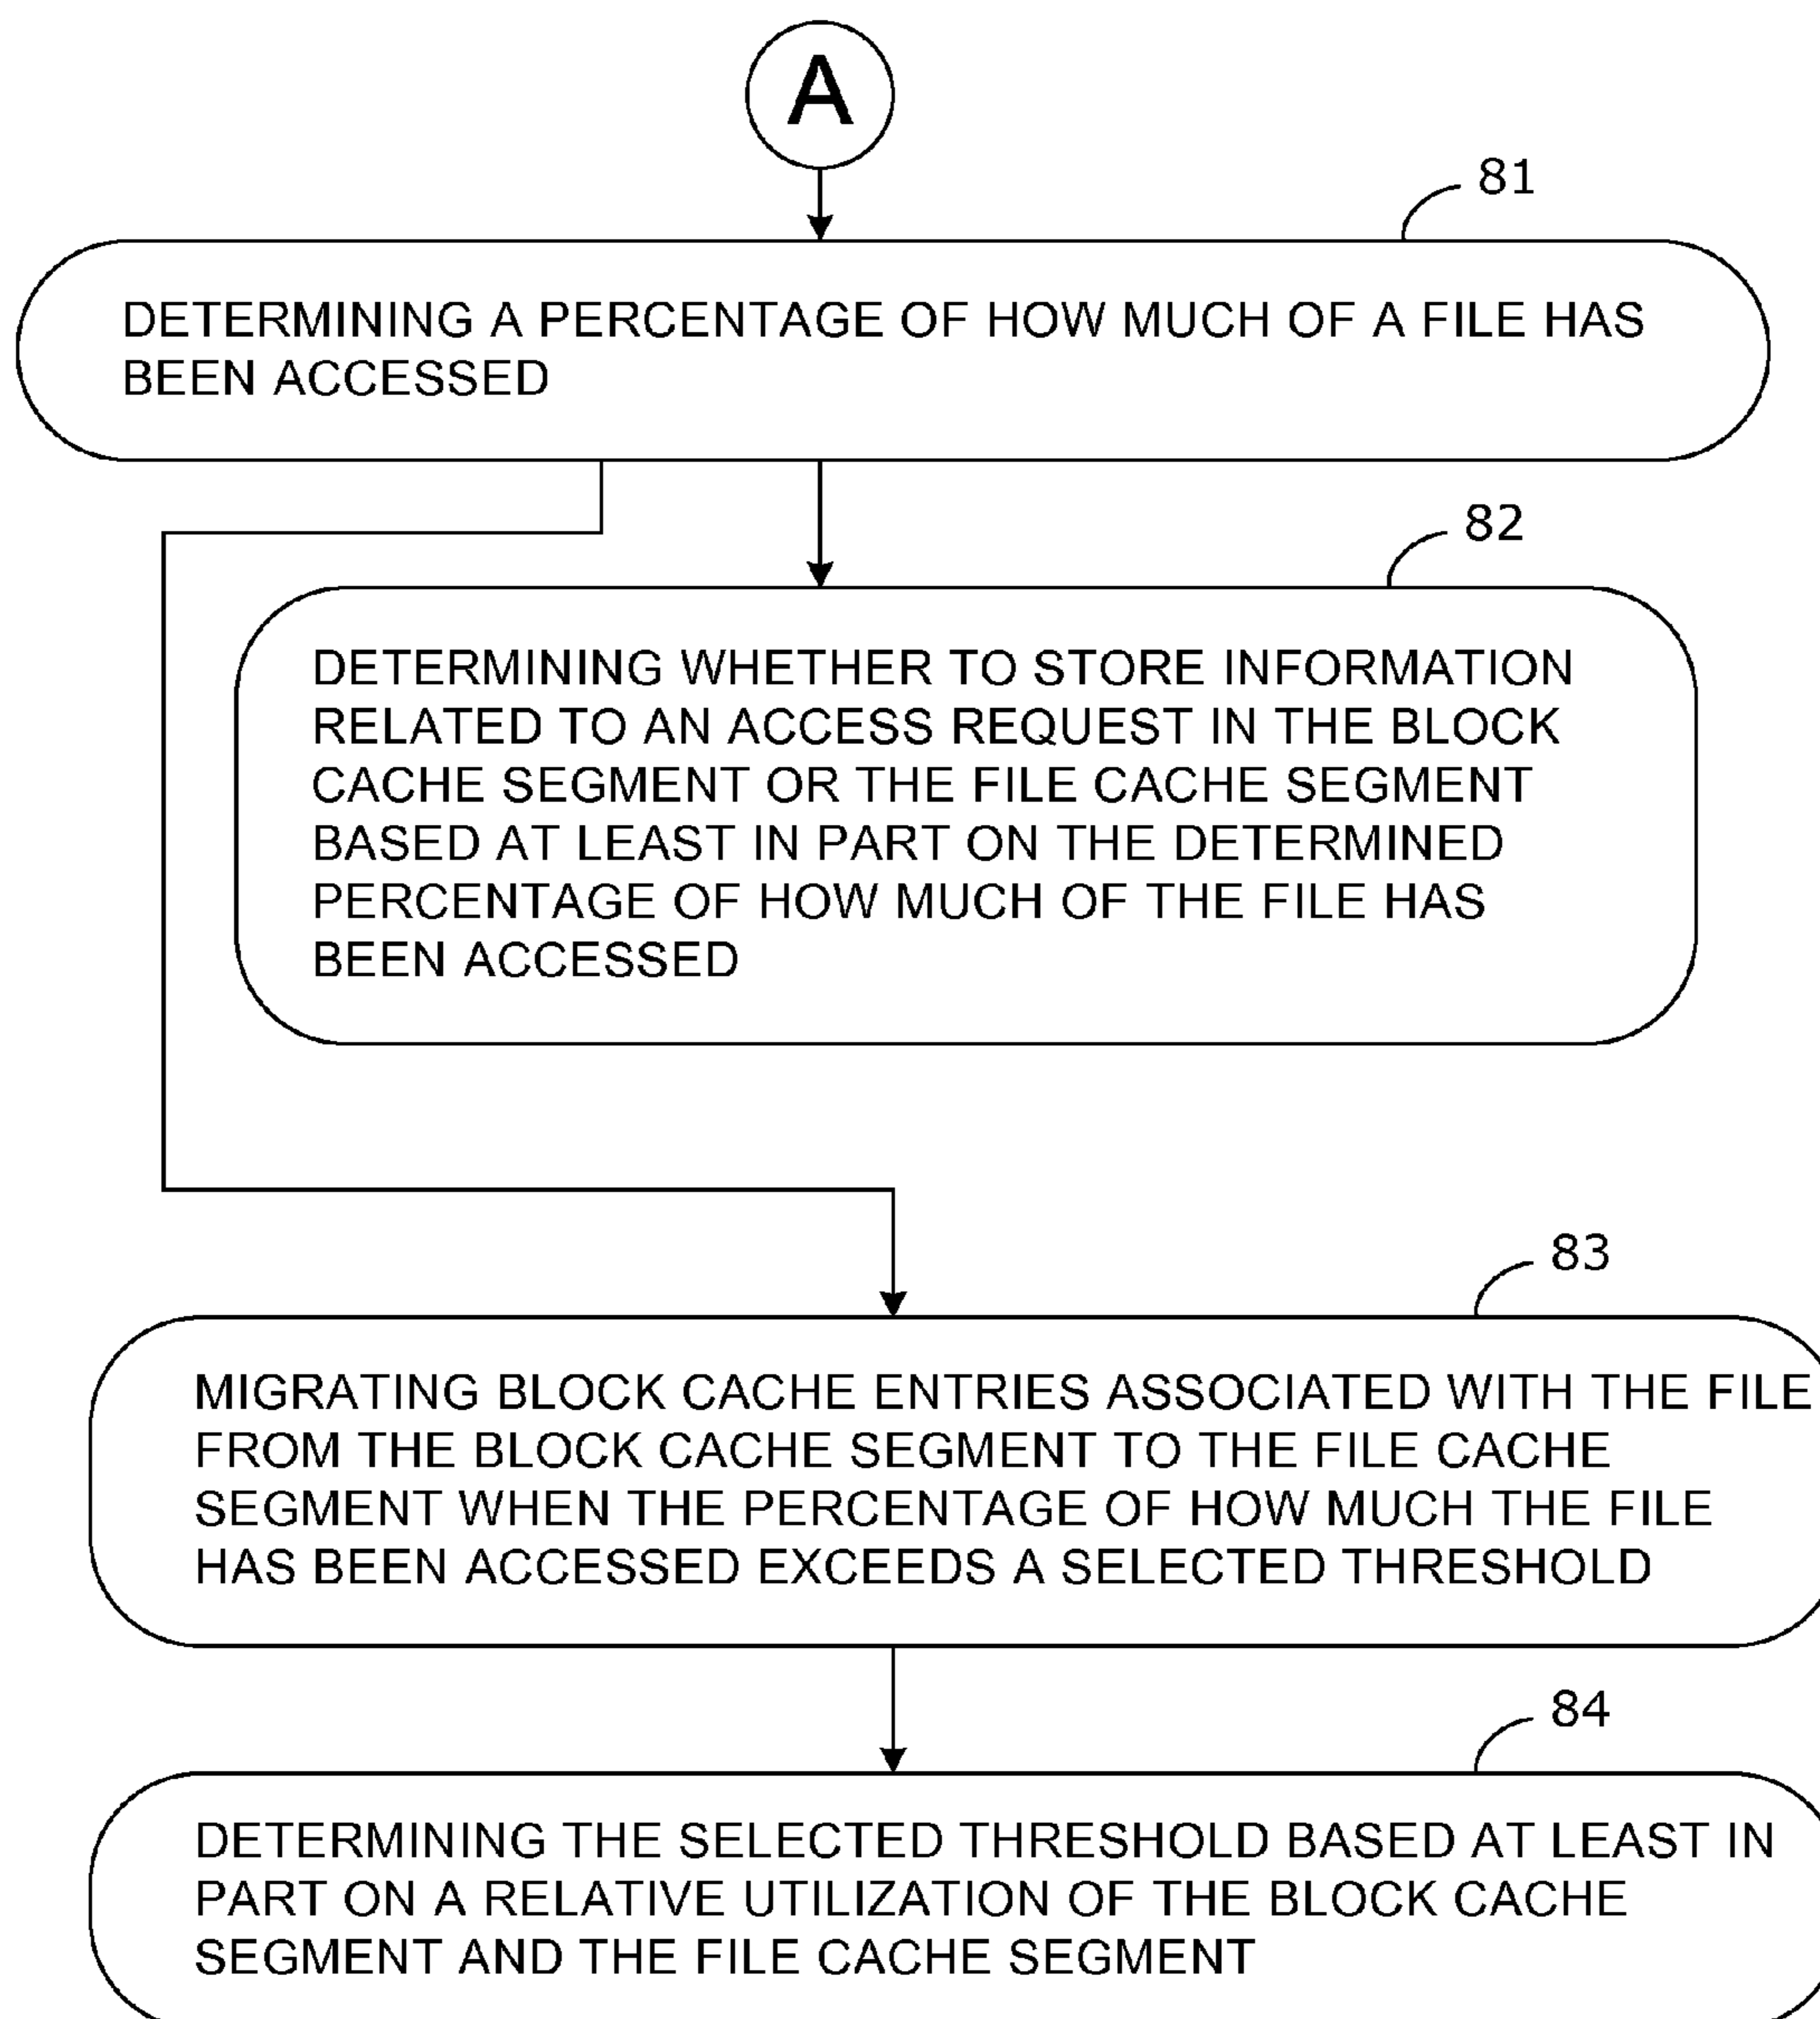 A
81
DETERMINING A PERCENTAGE OF HOW MUCH OF A FILE HAS
BEEN ACCESSED
82
DETERMINING WHETHER TO STORE INFORMATION
RELATED TO AN ACCESS REQUEST IN THE BLOCK
CACHE SEGMENT OR THE FILE CACHE SEGMENT
BASED AT LEAST IN PART ON THE DETERMINED
PERCENTAGE OF HOW MUCH OF THE FILE HAS
BEEN ACCESSED
83
MIGRATING BLOCK CACHE ENTRIES ASSOCIATED WITH THE FILE
FROM THE BLOCK CACHE SEGMENT TO THE FILE CACHE
SEGMENT WHEN THE PERCENTAGE OF HOW MUCH THE FILE
HAS BEEN ACCESSED EXCEEDS A SELECTED THRESHOLD
84
DETERMINING THE SELECTED THRESHOLD BASED AT LEAST IN
PART ON A RELATIVE UTILIZATION OF THE BLOCK CACHE
SEGMENT AND THE FILE CACHE SEGMENT